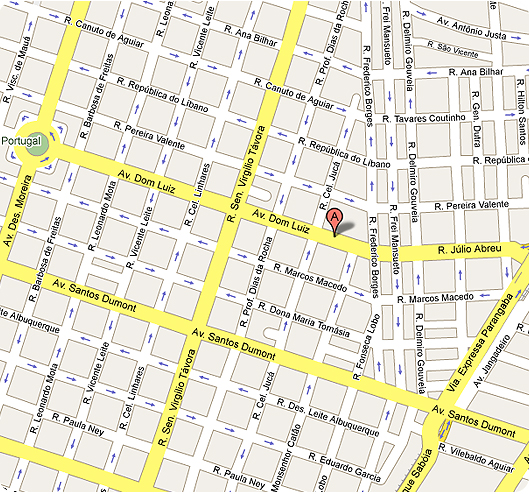 R. Canuto de Aguiar
R. Leona
R. Vicente Leite
R. Ana Bilhar
R. Prof. Dias da Rocha
R. Frei Mansueto
R. Delmiro Gouveia
Av. Antônio Justa
R. São Vicente
R. Visc. de Mauá
R. Barbosa de Freitas
R. República do Líbano
R. Canuto de Aguiar
R. Frederico Borges
R. Ana Bilhar
R. Gen. Dutra
R. Hilton Santos
R. Tavares Coutinho
Portugal
R. Pereira Valente
R. República do Líbano
R. República
Av. Dom Luíz
R. Cel. Linhares
R. Sen. Virgílio Távora
R. Cel. Jucá
R. Delmiro Gouveia
R. Pereira Valente
Av. Des. Moreira
R. Leonardo Mota
R. Vicente Leite
Av. Dom Luíz
A
R. Frederico Borges
R. Frei Mansueto
R. Júlio Abreu
R. Barbosa de Freitas
R. Prof. Dias da Rocha
R. Marcos Macedo
R. Marcos Macedo
Av. Santos Dumont
R. Dona Maria Tomásia
Via. Expressa Parangaba
ite Albuquerque
Av. Santos Dumont
R. Fonseca Lobo
R. Delmiro Gouveia
Av. Jangadeiro
R. Leonardo Mota
R. Vicente Leite
R. Cel. Linhares
R. Sen. Virgílio Távora
R. Cel. Jucá
R. Des. Leite Albuquerque
Av. Santos Dumont
R. Paula Ney
R. Vilebaldo Aguiar
R. Paula Ney
Monsenhor Catão
R. Eduardo Garcia
Lobo
que Sabóia